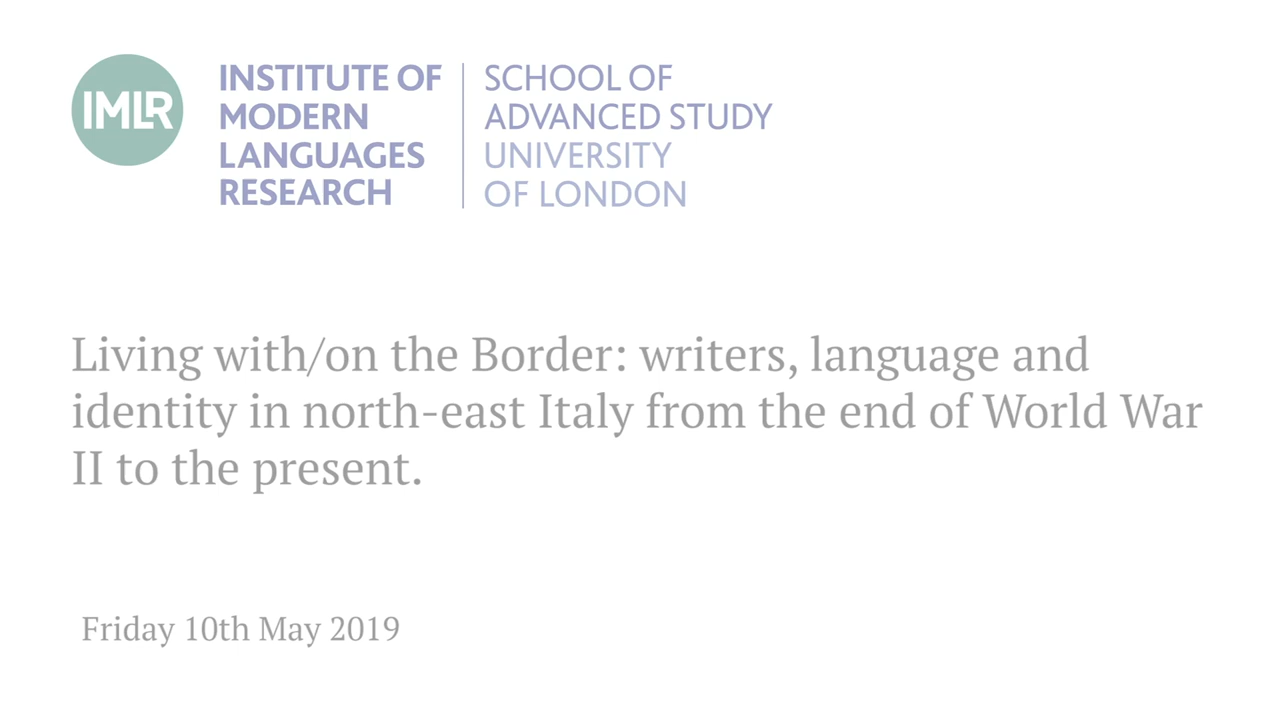 IMLR
INSTITUTE OF
MODERN
LANGUAGES
RESEARCH
SCHOOL OF
ADVANCED STUDY
UNIVERSITY
OF LONDON
Living with/on the Border: writers, language and
identity in north-east Italy from the end of World War
II to the present.
Friday 10th May 2019